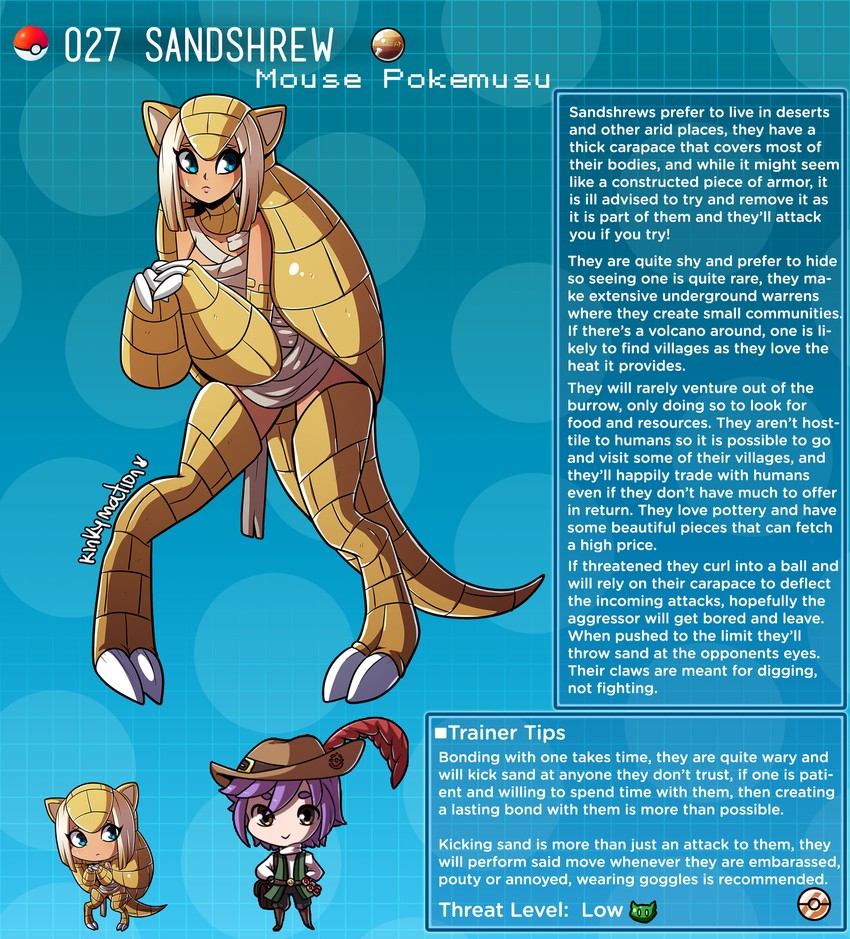 027 SANDSHREW
Mouse Pokemusu
Sandshrews prefer to live in deserts
and other arid places, they have a
thick carapace that covers most of
their bodies, and while it might seem
like a constructed piece of armor, it
is ill advised to try and remove it as
it is part of them and they'll attack
you if you try!
They are quite shy and prefer to hide
so seeing one is quite rare, they ma-
ke extensive underground warrens
where they create small communities.
If there's a volcano around, one is li-
kely to find villages as they love the
heat it provides.
They will rarely venture out of the
burrow, only doing so to look for
food and resources. They aren't host-
tile to humans so it is possible to go
and visit some of their villages, and
they'll happily trade with humans
even if they don't have much to offer
in return. They love pottery and have
some beautiful pieces that can fetch
a high price.
If threatened they curl into a ball and
will rely on their carapace to deflect
the incoming attacks, hopefully the
aggressor will get bored and leave.
When pushed to the limit they'll
throw sand at the opponents eyes.
Their claws are meant for digging,
not fighting.
kinkymation
■Trainer Tips
Bonding with one takes time, they are quite wary and
will kick sand at anyone they don't trust, if one is pati-
ent and willing to spend time with them, then creating
a lasting bond with them is more than possible.
Kicking sand is more than just an attack to them, they
will perform said move whenever they are embarassed,
pouty or annoyed, wearing goggles is recommended.
Threat Level: Low